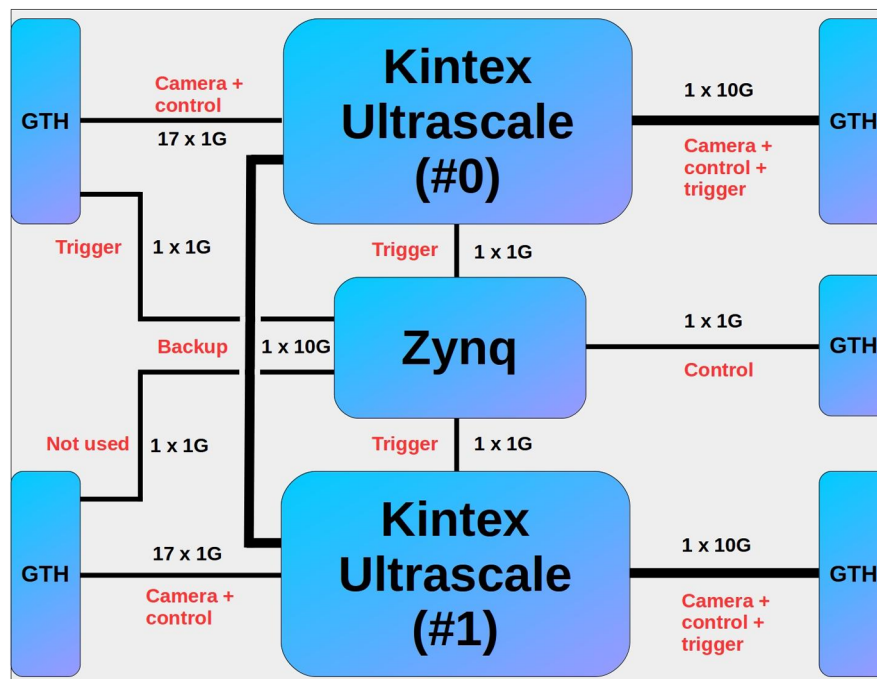 Camera +
control
17 x 1G
GTH
Kintex
Ultrascale
(#0)
1 x 10G
Camera +
control +
trigger
GTH
Trigger
1 x 1G
Trigger
1 x 1G
Backup
1 x 10G
Zynq
1 x 1G
Control
GTH
Not used
1 x 1G
Trigger
1 x 1G
17 x 1G
GTH
Camera +
control
Kintex
Ultrascale
(#1)
1 x 10G
Camera +
control +
trigger
GTH